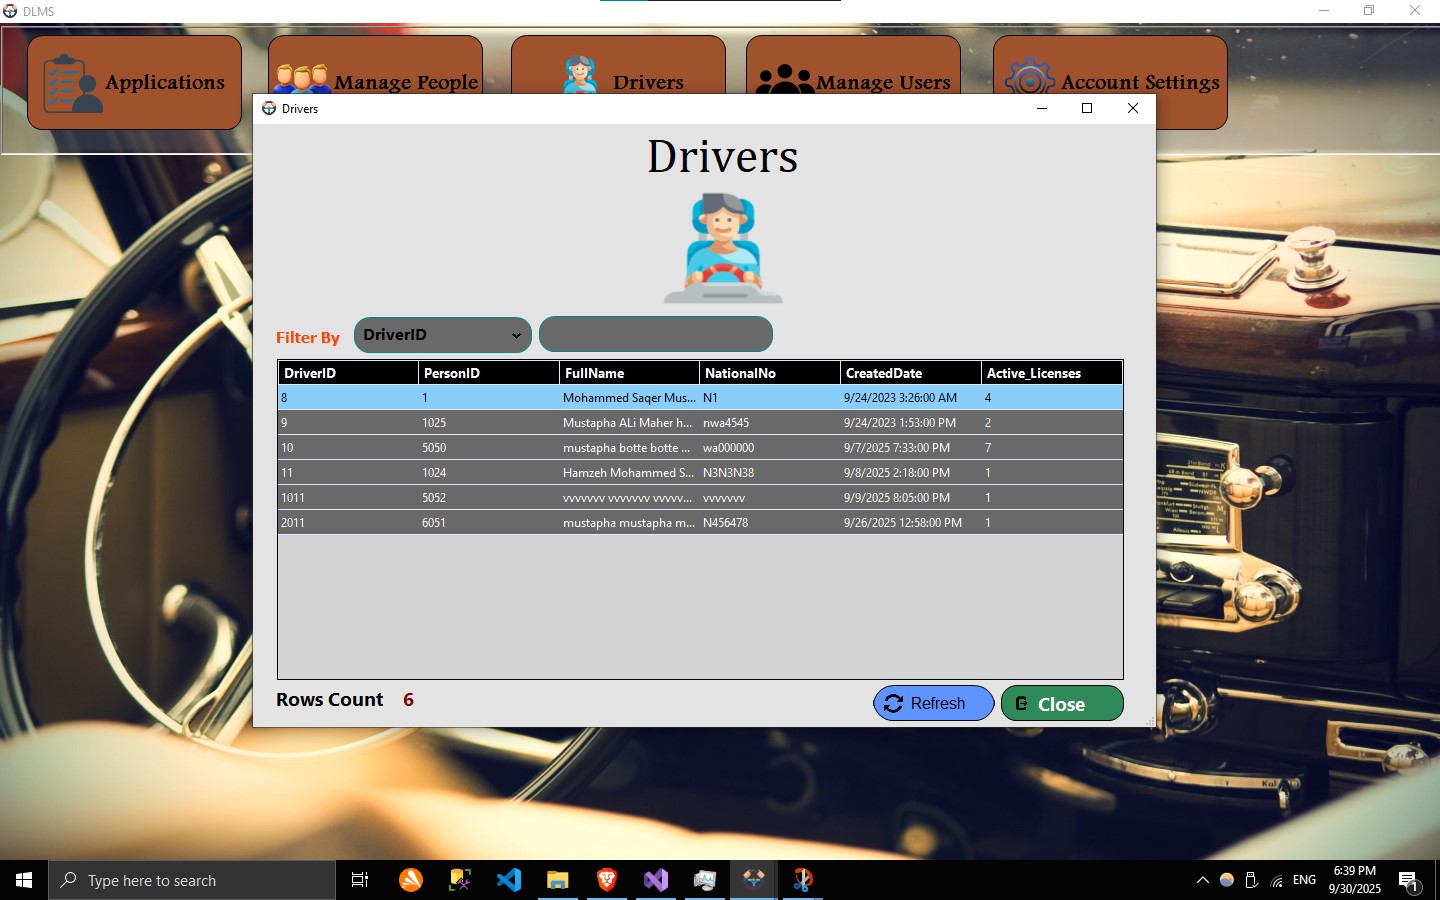 DLMS
Applications
Manage People
Drivers
Manage Users
Account Settings
Drivers
Drivers
Filter By DriverID
DriverID PersonID FullName NationalNo CreatedDate Active_Licenses
8 1 Mohammed Saqer Mus... N1 9/24/2023 3:26:00 AM 4
9 1025 Mustapha ALi Maher h... nwa4545 9/24/2023 1:53:00 PM 2
10 5050 mustapha botte botte ... wa000000 9/7/2025 7:33:00 PM 7
11 1024 Hamzeh Mohammed S... N3N3N38 9/8/2025 2:18:00 PM 1
1011 5052 vvvvvvv vvvvvvv vvvvv... vvvvvvv 9/9/2025 8:05:00 PM 1
2011 6051 mustapha mustapha m... N456478 9/26/2025 12:58:00 PM 1
Rows Count 6
Refresh
Close
Type here to search
ENG
6:39 PM
9/30/2025
1